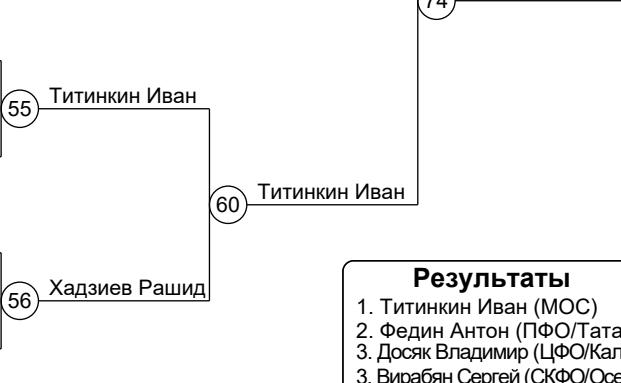 74
Титинкин Иван
55
Титинкин Иван
60
Хадзиев Рашид
56
Результаты
1. Титинкин Иван (МОС)
2. Федин Антон (ПФО/Тата
3. Досяк Владимир (ЦФО/Кал
3. Вирабян Сергей (СКФО/Осе